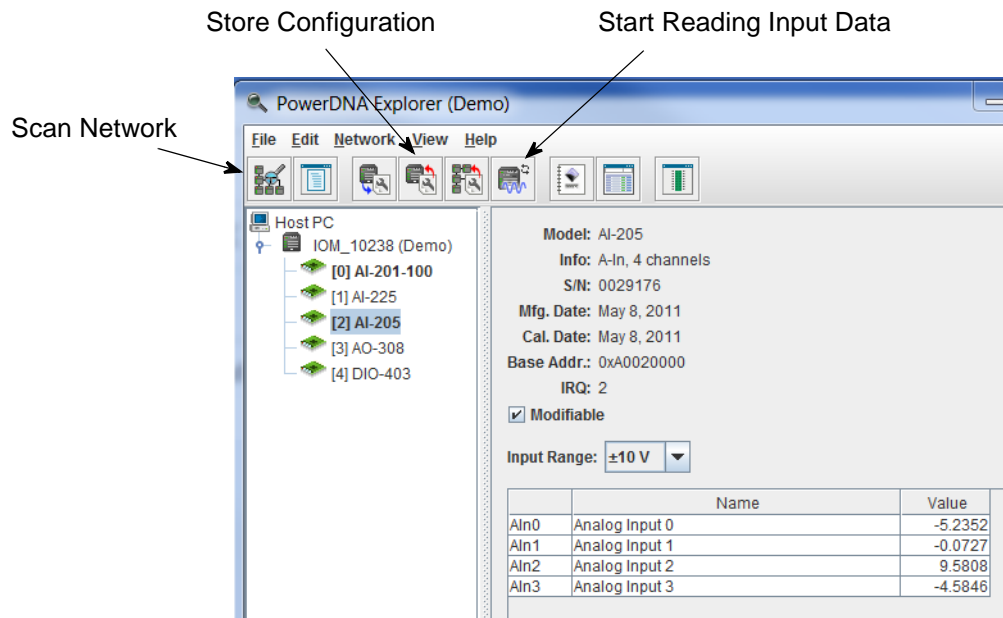 Store Configuration
Start Reading Input Data
Scan Network
PowerDNA Explorer (Demo)
File Edit Network View Help
Host PC
IOM_10238 (Demo)
[0] AI-201-100
[1] AI-225
[2] AI-205
[3] AO-308
[4] DIO-403
Model: AI-205
Info: A-In, 4 channels
S/N: 0029176
Mfg. Date: May 8, 2011
Cal. Date: May 8, 2011
Base Addr.: 0xA0020000
IRQ: 2
Modifiable
Input Range: ±10 V
Name Value
AIn0 Analog Input 0 -5.2352
AIn1 Analog Input 1 -0.0727
AIn2 Analog Input 2 9.5808
AIn3 Analog Input 3 -4.5846